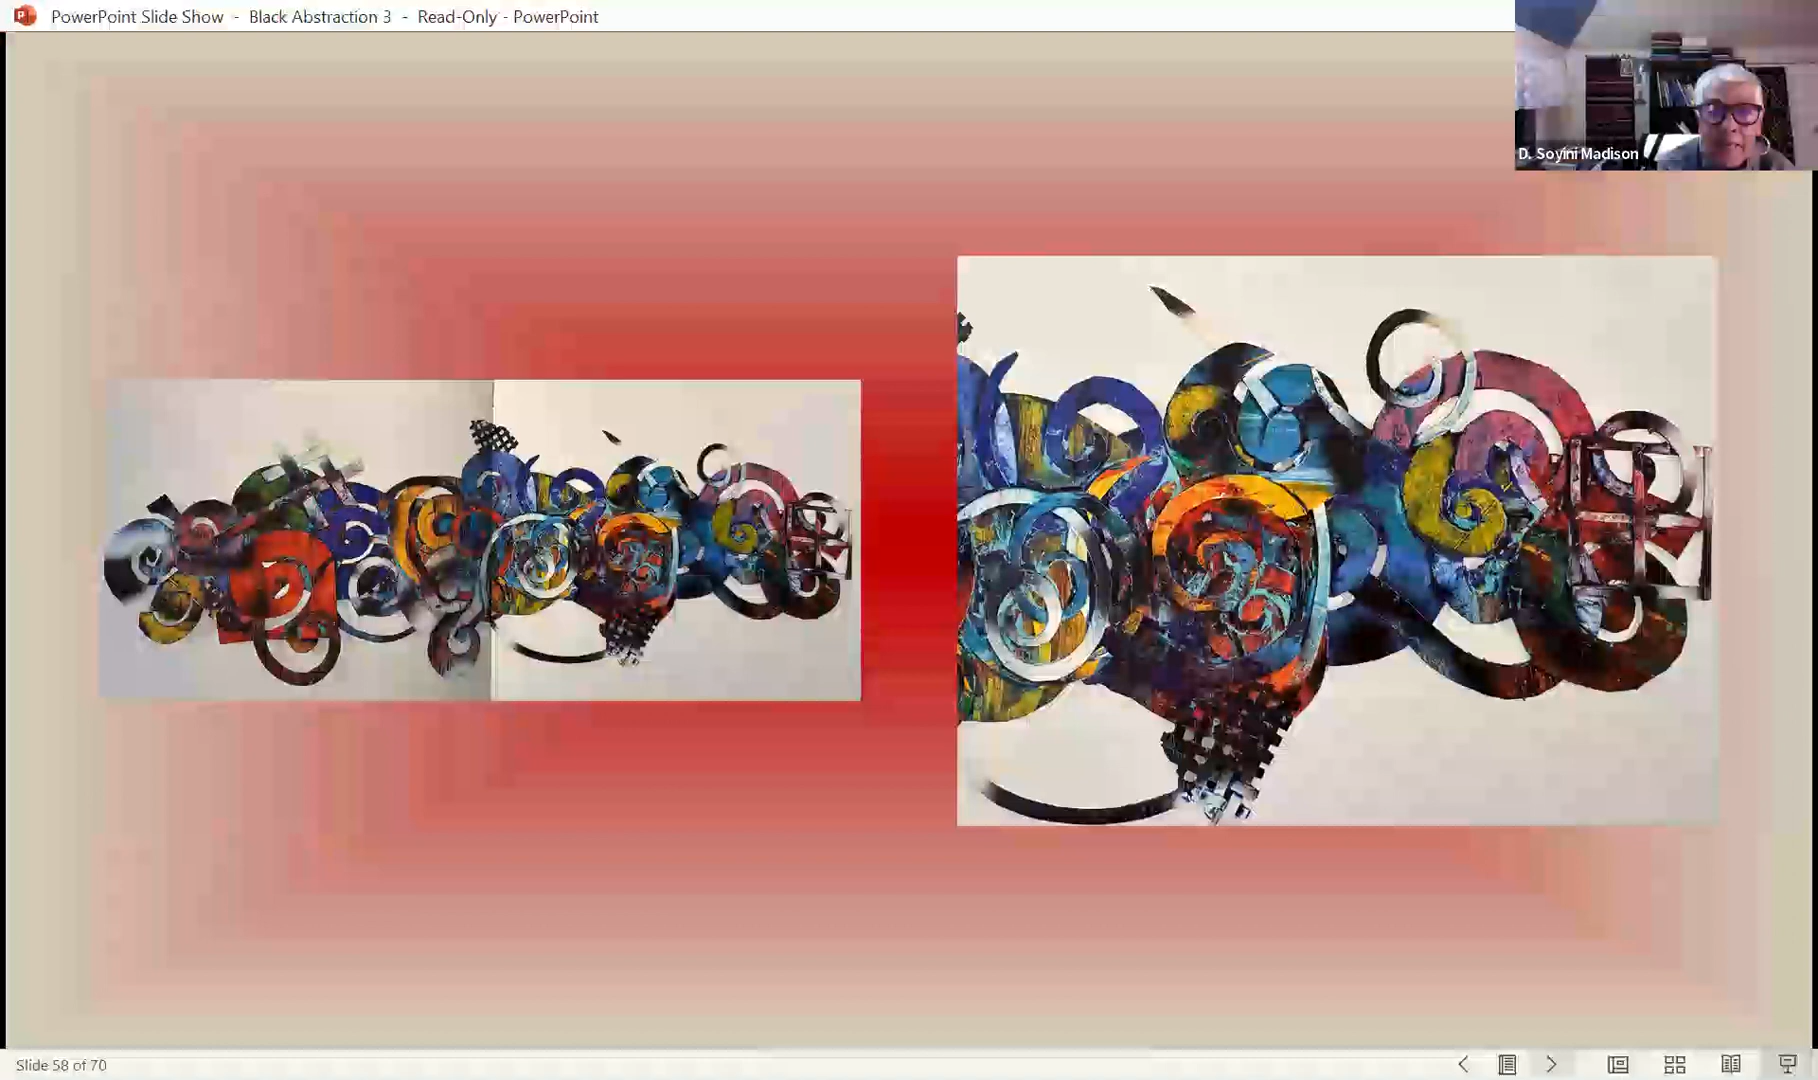 PowerPoint Slide Show - Black Abstraction 3 - Read-Only - PowerPoint
D. Soyini Madison
Slide 58 of 70